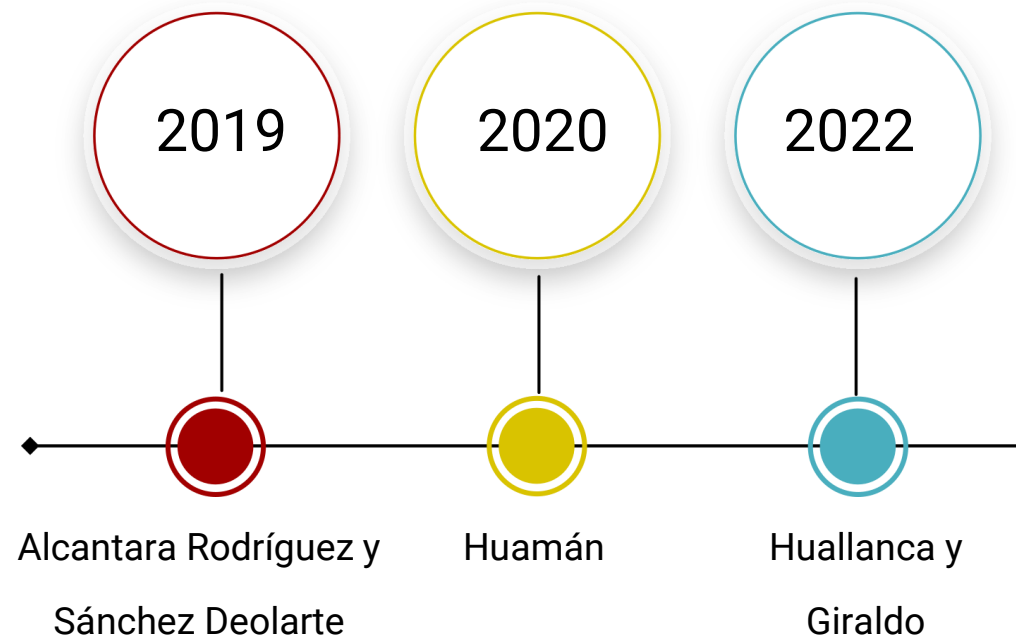 2019
2020
2022
Alcantara Rodríguez y
Sánchez Deolarte
Huamán
Huallanca y
Giraldo